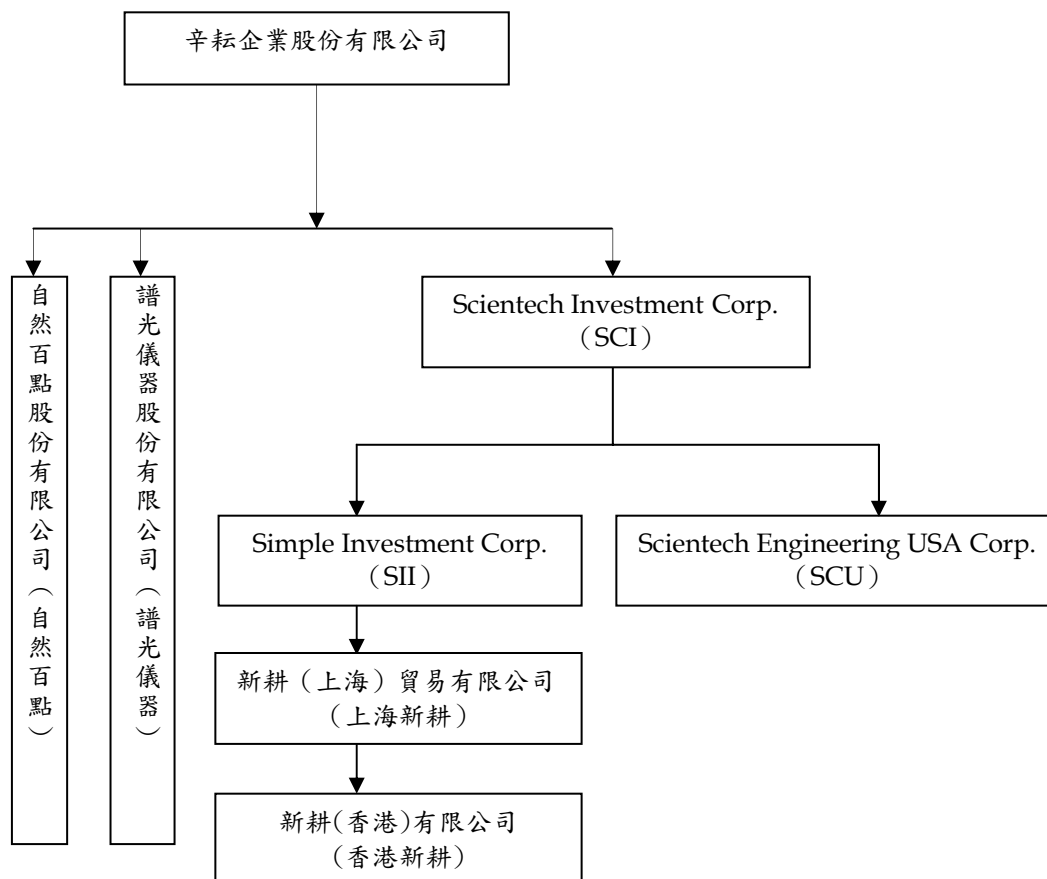 辛耘企業股份有限公司
自然百點股份有限公司（自然百點）
譜光儀器股份有限公司（譜光儀器）
Scientech Investment Corp.
（SCI）
Simple Investment Corp.
（SII）
Scientech Engineering USA Corp.
（SCU）
新耕（上海）貿易有限公司
（上海新耕）
新耕(香港)有限公司
（香港新耕）